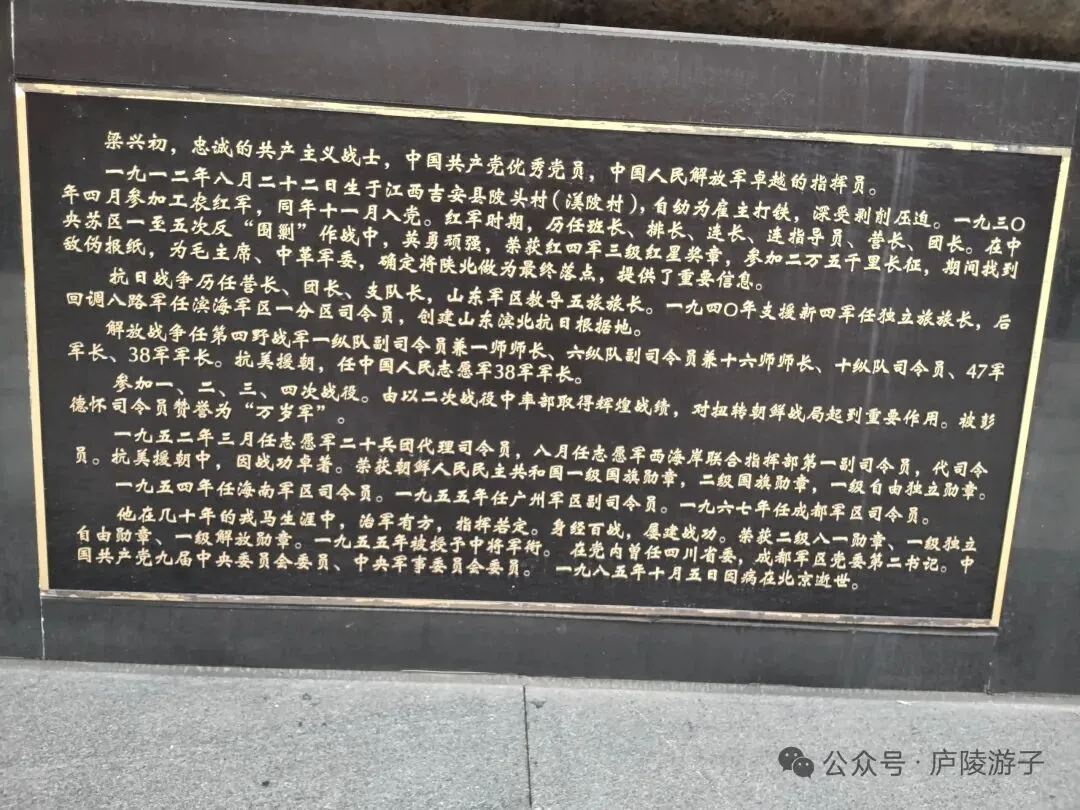 梁兴初，忠诚的共产主义战士，中国共产党优秀党员，中国人民解放军卓越的指挥员。
一九一二年八月二十二日生于江西吉安县陂头村（渼陂村），自幼为雇主打铁，深受剥削压迫。一九三〇
年四月参加工农红军，同年十一月入党。红军时期，历任班长、排长、连长、连指导员、营长、团长。在中
央苏区一至五次反“围剿”作战中，英勇顽强，荣获红四军三级红星奖章，参加二万五千里长征，期间找到
敌伪报纸，为毛主席、中革军委，确定将陕北做为最终落点，提供了重要信息。
抗日战争历任营长、团长、支队长，山东军区教导五旅旅长。一九四〇年支援新四军任独立旅旅长，后
回调八路军任滨海军区一分区司令员，创建山东滨北抗日根据地。
解放战争任第四野战军一纵队副司令员兼一师师长、六纵队副司令员兼十六师师长、十纵队司令员、47军
军长、38军军长。抗美援朝，任中国人民志愿军38军军长。
参加一、二、三、四次战役。由以二次战役中率部取得辉煌战绩，对扭转朝鲜战局起到重要作用。被彭
德怀司令员赞誉为“万岁军”。
一九五二年三月任志愿军二十兵团代理司令员，八月任志愿军西海岸联合指挥部第一副司令员，代司令
员。抗美援朝中，因战功卓著。荣获朝鲜人民民主共和国一级国旗勋章，二级国旗勋章，一级自由独立勋章。
一九五四年任海南军区司令员。一九五五年任广州军区副司令员。一九六七年任成都军区司令员。
他在几十年的戎马生涯中，治军有方，指挥若定。身经百战，屡建战功。荣获二级八一勋章、一级独立
自由勋章、一级解放勋章。一九五五年被授予中将军衔。 在党内曾任四川省委，成都军区党委第二书记。中
国共产党九届中央委员会委员、中央军事委员会委员。 一九八五年十月五日因病在北京逝世。
公众号·庐陵游子